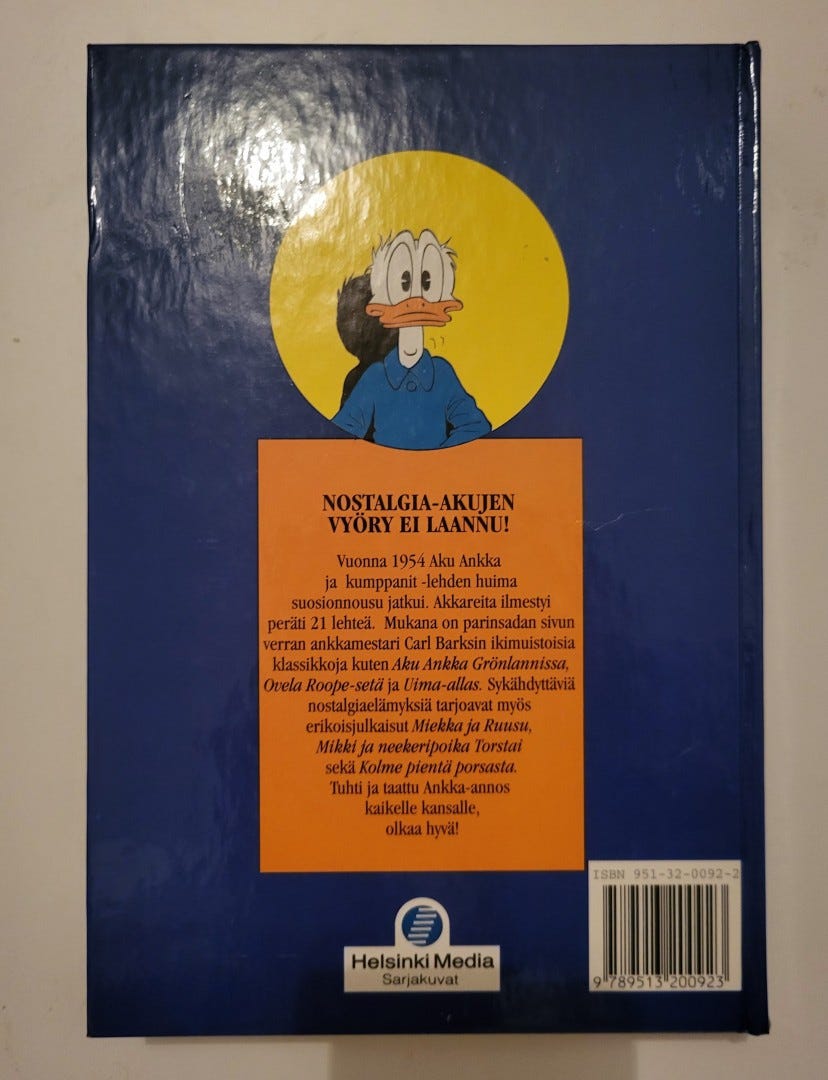 NOSTALGIA-AKUJEN
VYÖRY EI LAANNU!
Vuonna 1954 Aku Ankka
ja kumppanit -lehden huima
suosionnousu jatkui. Akkareita ilmestyi
peräti 21 lehteä. Mukana on parinsadan sivun
verran ankkamestari Carl Barksin ikimuistoisia
klassikkoja kuten Aku Ankka Grönlannissa,
Ovela Roope-setä ja Uima-allas. Sykähdyttäviä
nostalgiaelämyksiä tarjoavat myös
erikoisjulkaisut Miekka ja Ruusu,
Mikki ja neekeripoika Torstai
sekä Kolme pientä porsasta.
Tuhti ja taattu Ankka-annos
kaikelle kansalle,
olkaa hyvä!
ISBN 951-32-0092-2
9 789513 200923
Helsinki Media
Sarjakuvat